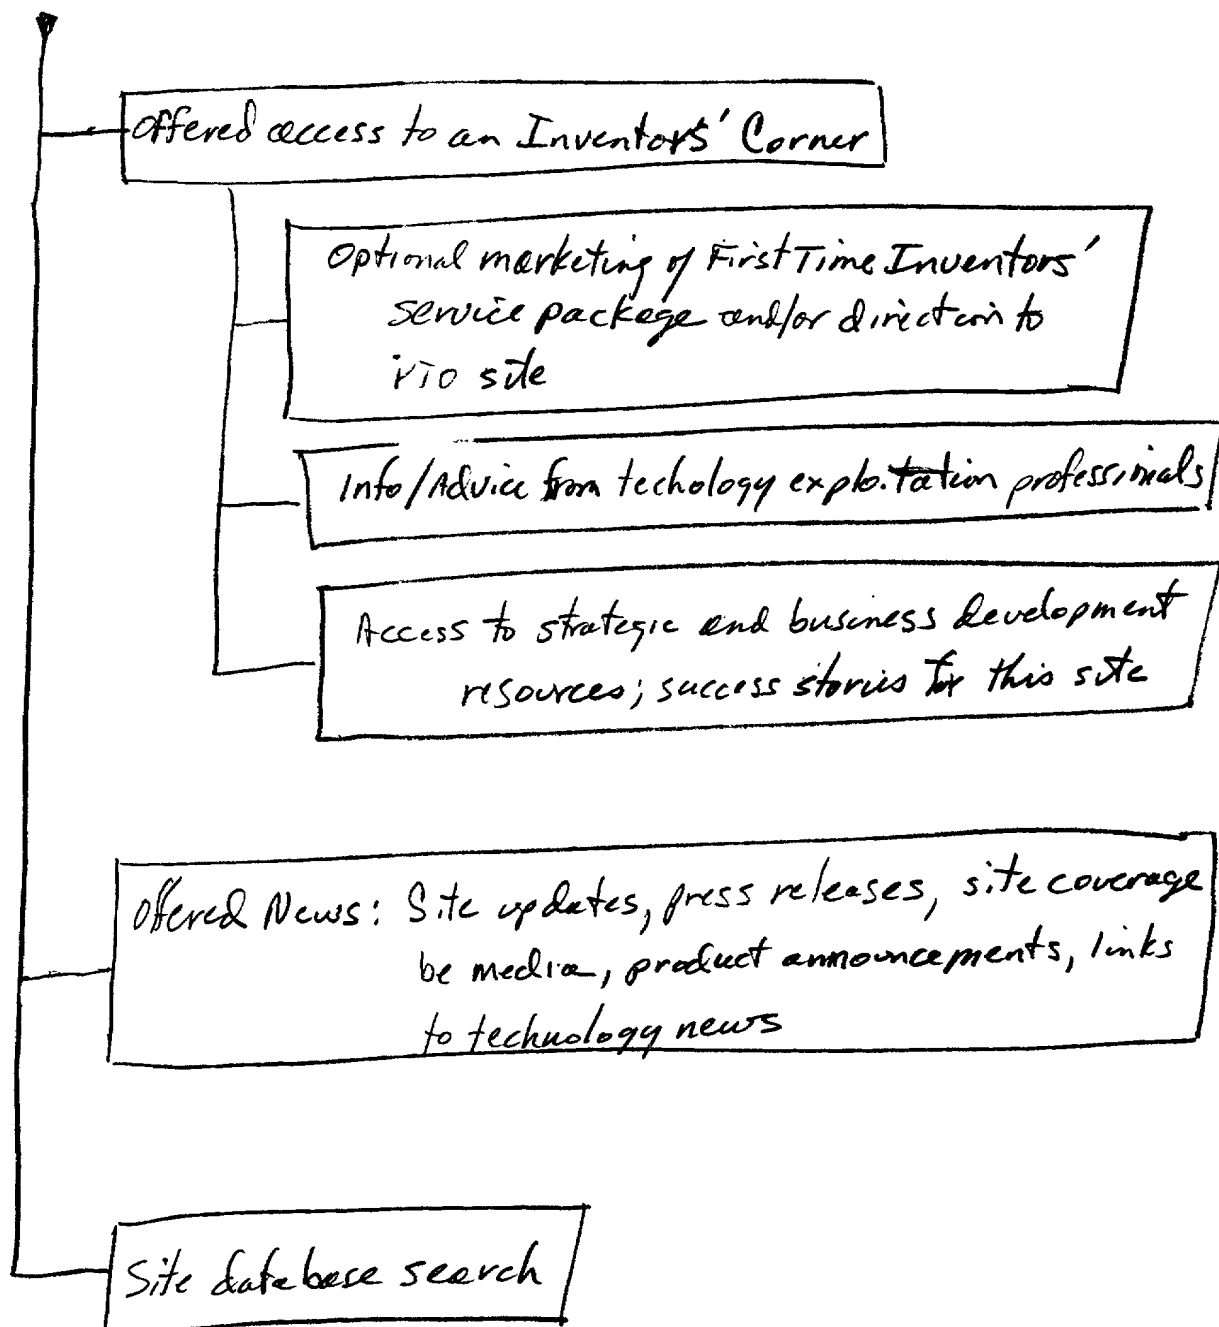 Offered access to an Inventors' Corner
Optional marketing of First Time Inventors'
service package and/or direction to
site
Info/Advice from techology exploitation professionals
Access to strategic and business development
resources; success stories for this site
Offered News: Site updates, press releases, site coverage
be media, product announcements, links
to technology news
Site database search